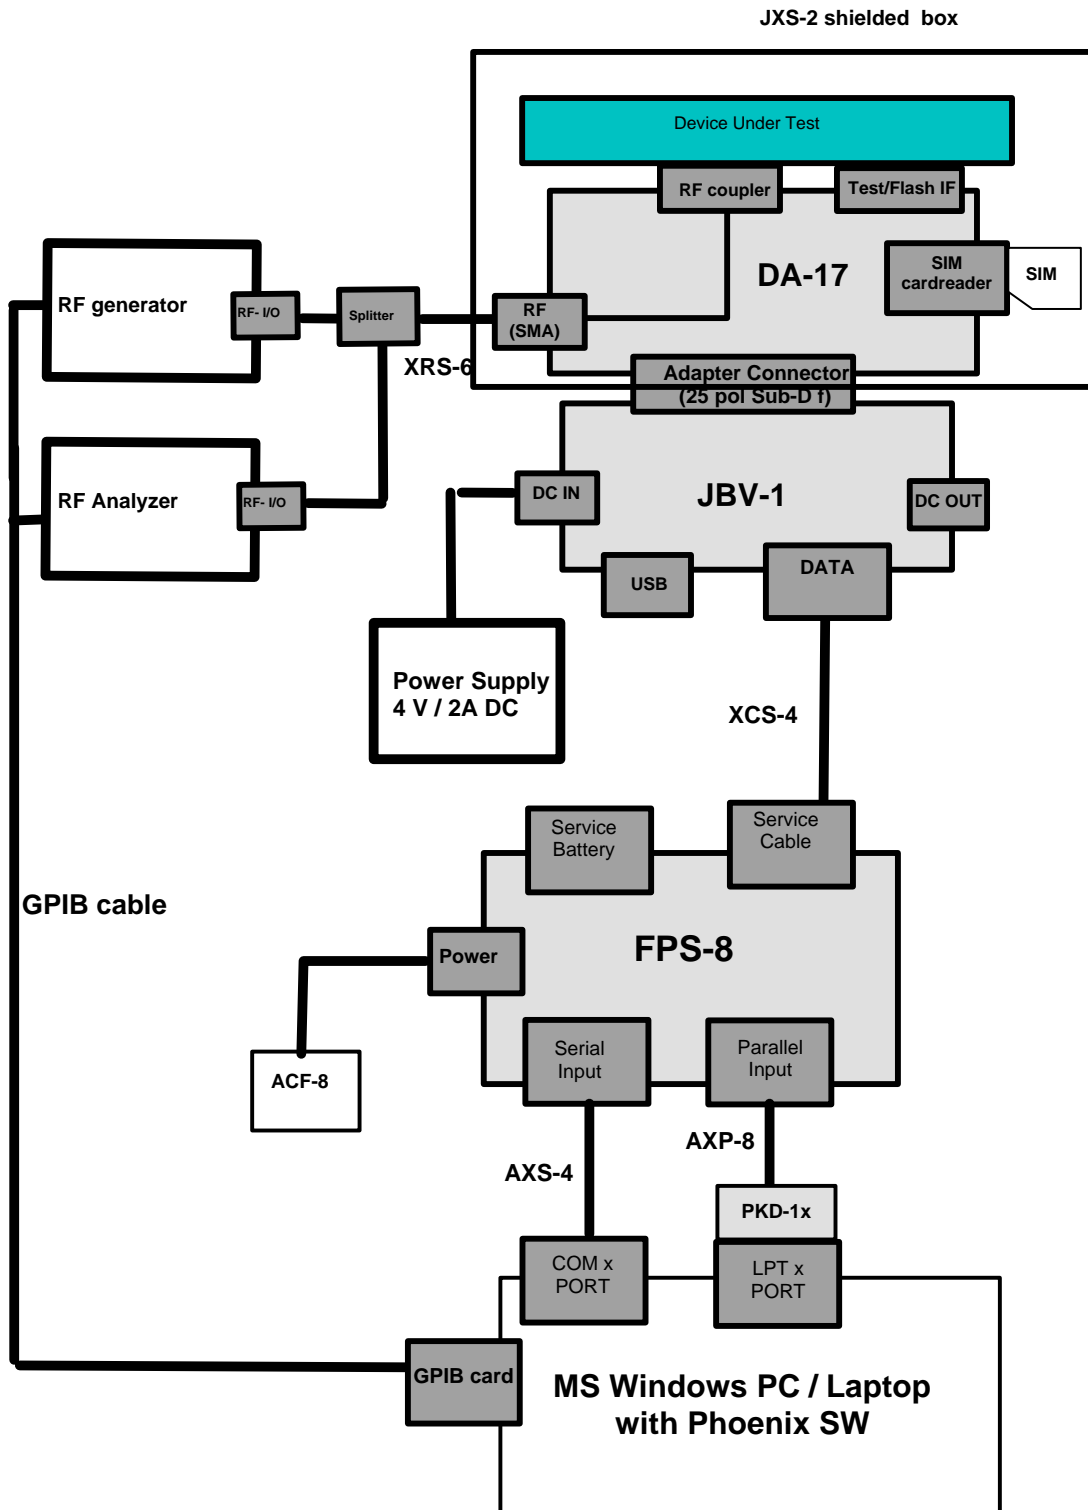 JXS-2 shielded  box
Device Under Test
RF coupler
Test/Flash IF
DA-17
SIM
cardreader
SIM
RF generator
RF- I/O
Splitter
RF
(SMA)
XRS-6
Adapter Connector
(25 pol Sub-D f)
RF Analyzer
RF- I/O
DC IN
JBV-1
DC OUT
USB
DATA
Power Supply
4 V / 2A DC
XCS-4
Service
Battery
Service
Cable
GPIB cable
Power
FPS-8
Serial
Input
Parallel
Input
ACF-8
AXS-4
AXP-8
PKD-1x
COM x
PORT
LPT x
PORT
GPIB card
MS Windows PC / Laptop
with Phoenix SW